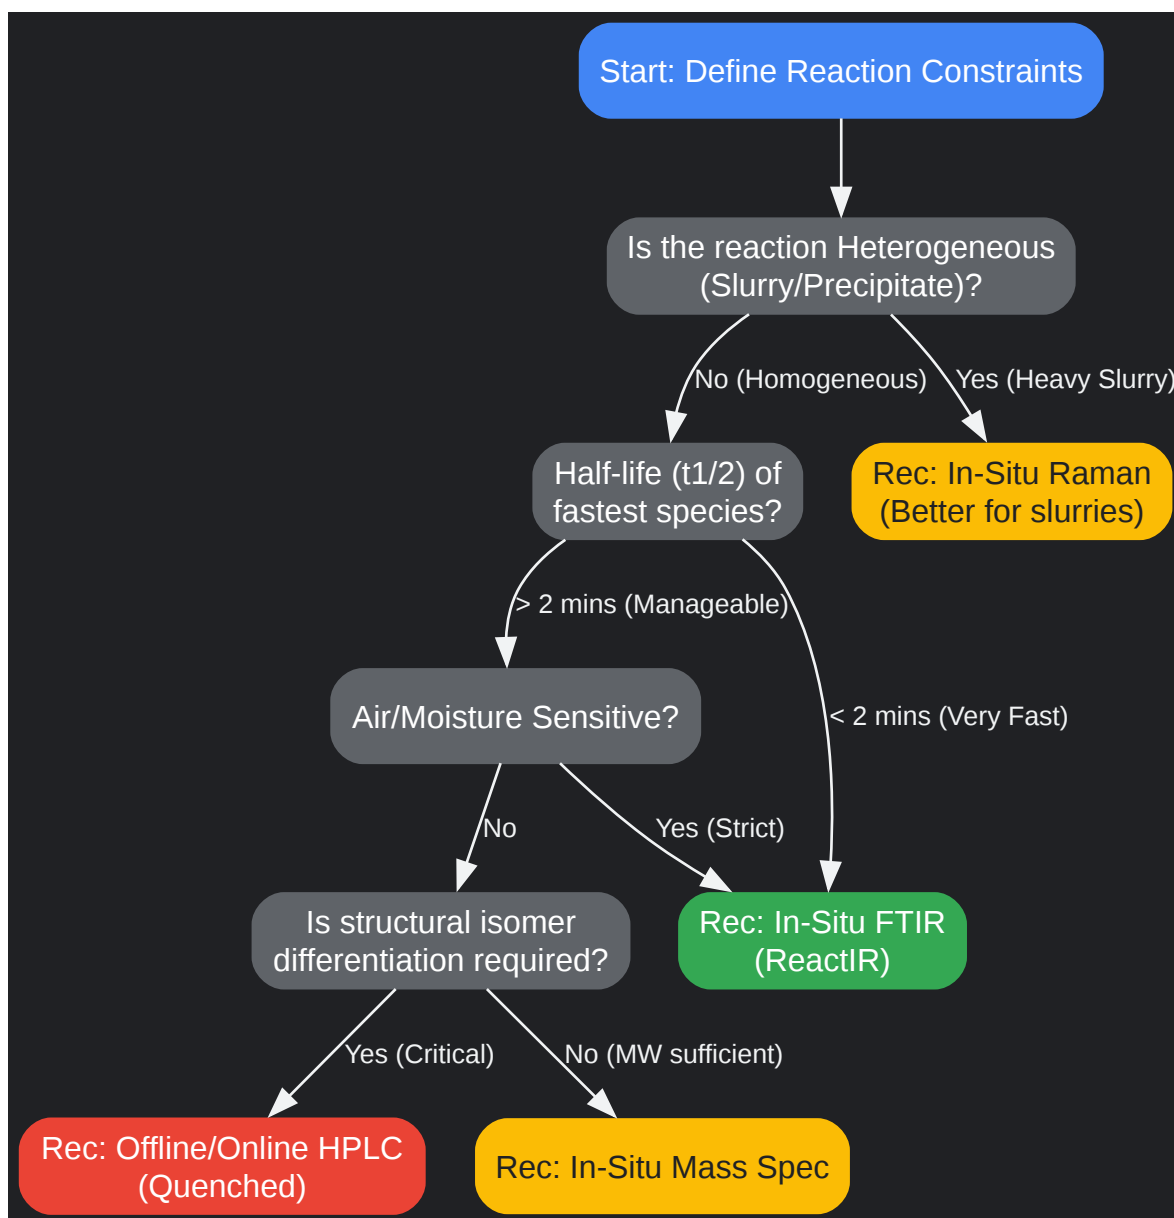 Start: Define Reaction Constraints
Is the reaction Heterogeneous
(Slurry/Precipitate)?
No (Homogeneous)
Yes (Heavy Slurry)
Half-life (t1/2) of
fastest species?
Rec: In-Situ Raman
(Better for slurries)
> 2 mins (Manageable)
Air/Moisture Sensitive?
< 2 mins (Very Fast)
No
Yes (Strict)
Is structural isomer
differentiation required?
Rec: In-Situ FTIR
(ReactIR)
Yes (Critical)
No (MW sufficient)
Rec: Offline/Online HPLC
(Quenched)
Rec: In-Situ Mass Spec